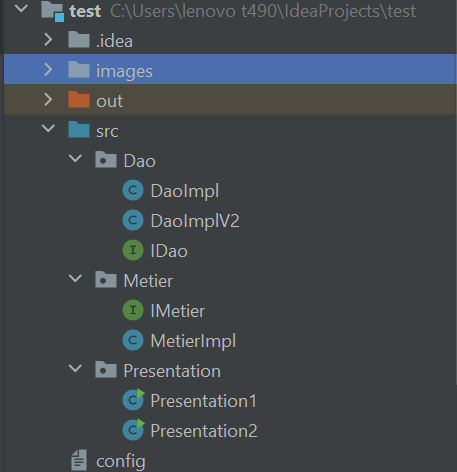 test C:\Users\lenovo t490\IdeaProjects\test
.idea
images
out
src
Dao
C DaoImpl
C DaoImplV2
I IDao
Metier
I IMetier
C MetierImpl
Presentation
C Presentation1
C Presentation2
config